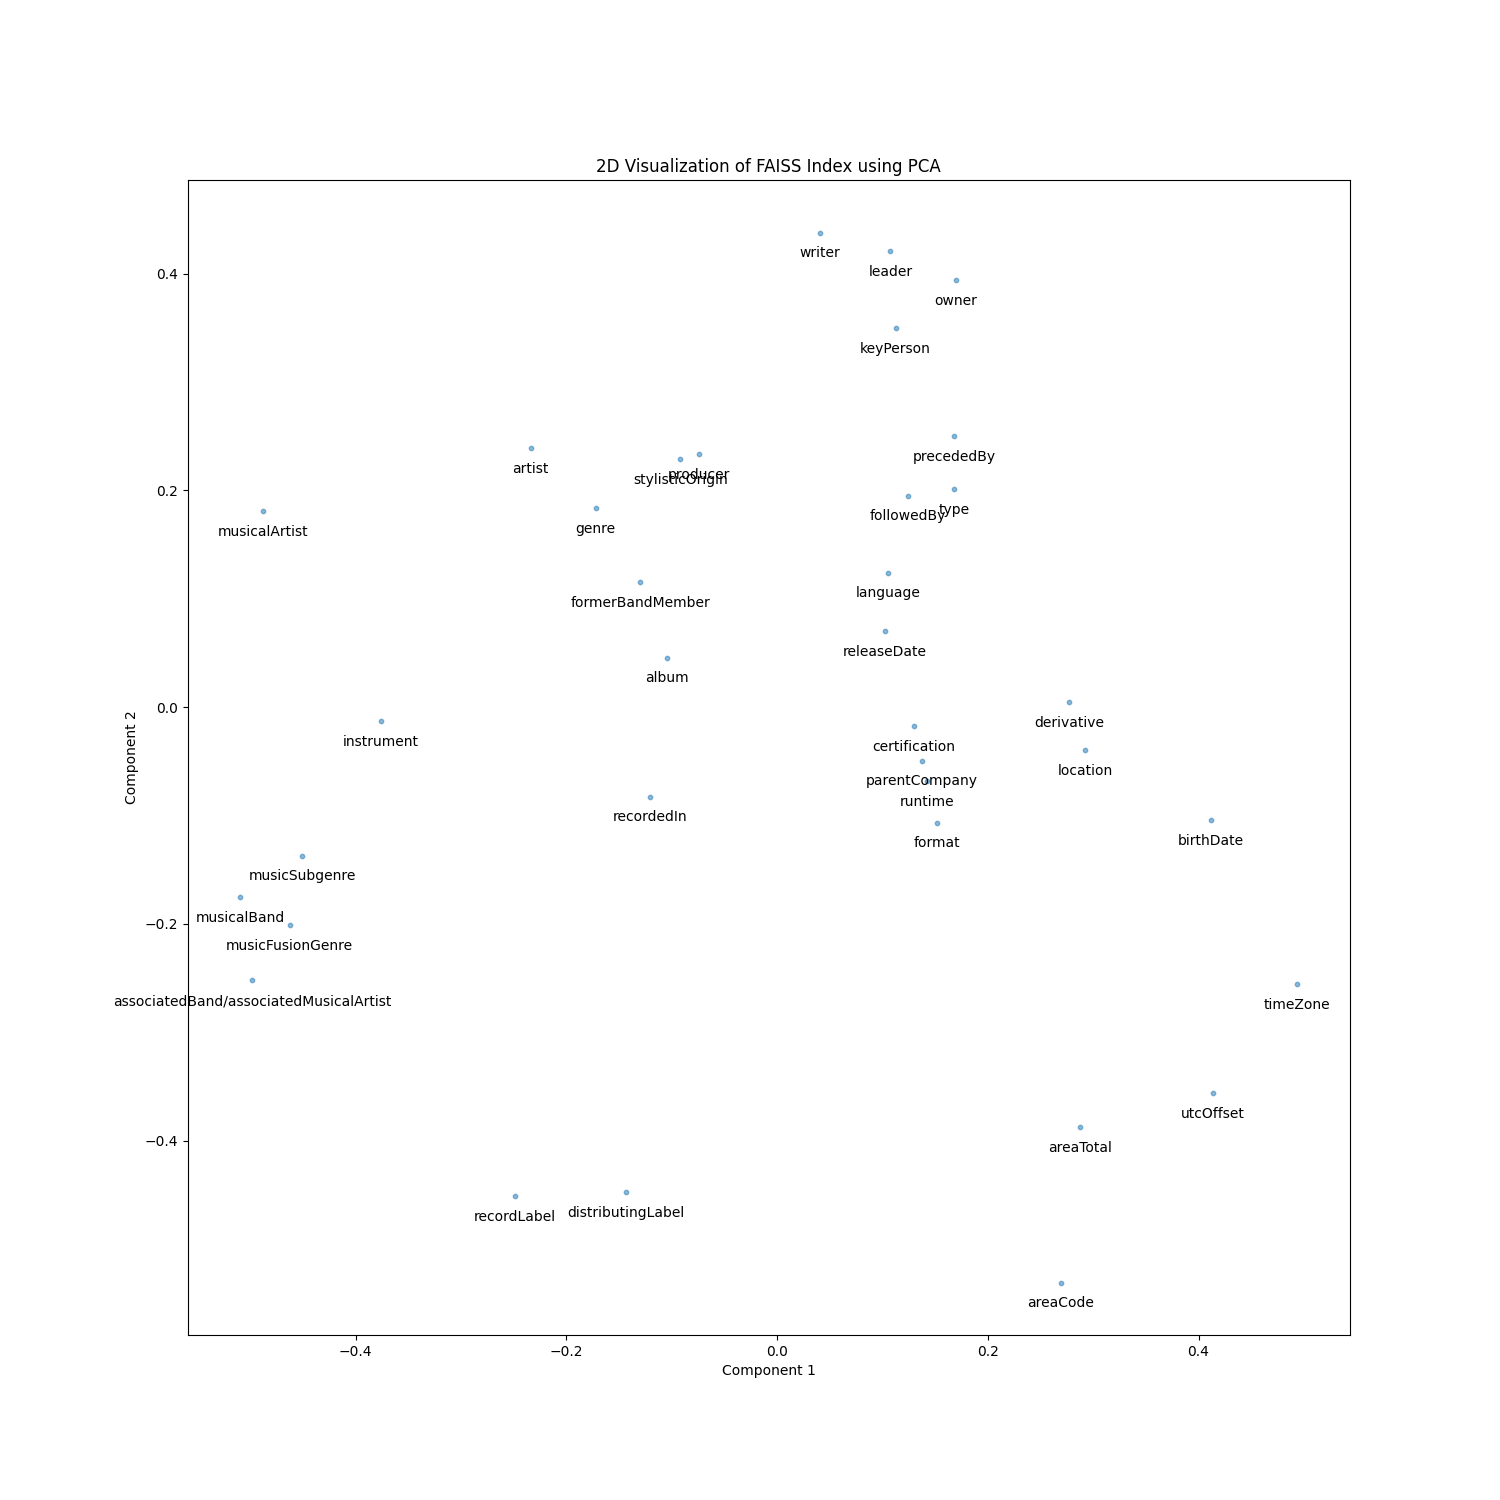 2D Visualization of FAISS Index using PCA
writer
leader
owner
keyPerson
precededBy
artist
producer
stylisticOrigin
type
followedBy
genre
musicalArtist
language
formerBandMember
releaseDate
album
derivative
instrument
certification
location
parentCompany
runtime
recordedIn
format
birthDate
musicSubgenre
musicalBand
musicFusionGenre
associatedBand/associatedMusicalArtist
timeZone
utcOffset
areaTotal
recordLabel
distributingLabel
areaCode
0.4
0.2
0.0
−0.2
−0.4
Component 2
−0.4
−0.2
0.0
0.2
0.4
Component 1